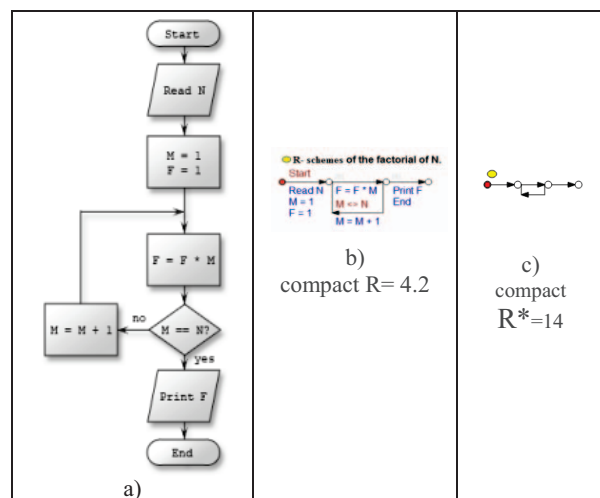 Start
Read N
M = 1
F = 1
F = F * M
M = M + 1
no
M == N?
yes
Print F
End
a)
R- schemes of the factorial of N.
Start
Read N
M = 1
F = 1
F = F * M
M <> N
M = M + 1
Print F
End
b)
compact R= 4.2
c)
compact
R*=14